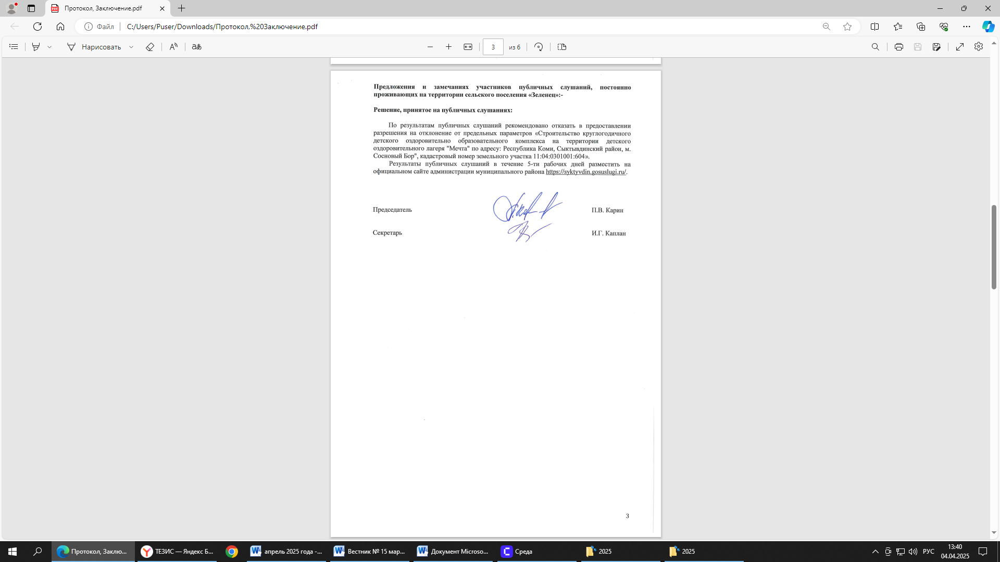 Протокол, Заключение.pdf
Файл
C:/Users/Puser/Downloads/Протокол,%20Заключение.pdf
Нарисовать
3
из 6
Предложения и замечаниях участников публичных слушаний, постоянно
проживающих на территории сельского поселения «Зеленец»:-
Решение, принятое на публичных слушаниях:
По результатам публичных слушаний рекомендовано отказать в предоставлении
разрешения на отклонение от предельных параметров «Строительство круглогодичного
детского оздоровительно образовательного комплекса на территории детского
оздоровительного лагеря "Мечта" по адресу: Республика Коми, Сыктывдинский район, м.
Сосновый Бор", кадастровый номер земельного участка 11:04:0301001:604».
Результаты публичных слушаний в течение 5-ти рабочих дней разместить на
официальном сайте администрации муниципального района https://syktyvdin.gosuslugi.ru/.
Председатель
П.В. Карин
Секретарь
И.Г. Каплан
3
Протокол, Заклю...
ТЕЗИС — Яндекс Б...
апрель 2025 года -...
Вестник № 15 мар...
Документ Microso...
Среда
2025
2025
РУС
13:40
04.04.2025